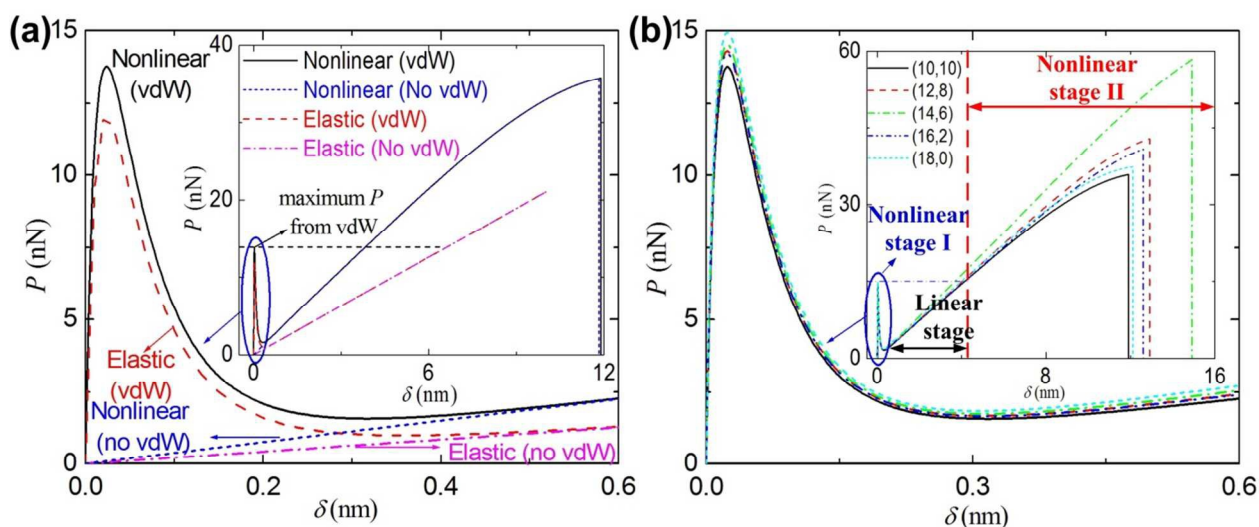 (a)
15
10
5
0
P (nN)
Nonlinear
(vdW)
Elastic
(vdW)
Nonlinear
(no vdW)
Elastic (no vdW)
0.0
0.2
0.4
0.6
δ (nm)
40
20
0
P (nN)
Nonlinear (vdW)
Nonlinear (No vdW)
Elastic (vdW)
Elastic (No vdW)
maximum P
from vdW
0
6
12
δ (nm)
(b)
15
10
5
0
P (nN)
0.0
0.3
0.6
δ (nm)
60
30
0
P (nN)
(10,10)
(12,8)
(14,6)
(16,2)
(18,0)
Nonlinear
stage II
Nonlinear
stage I
Linear
stage
0
8
16
δ (nm)